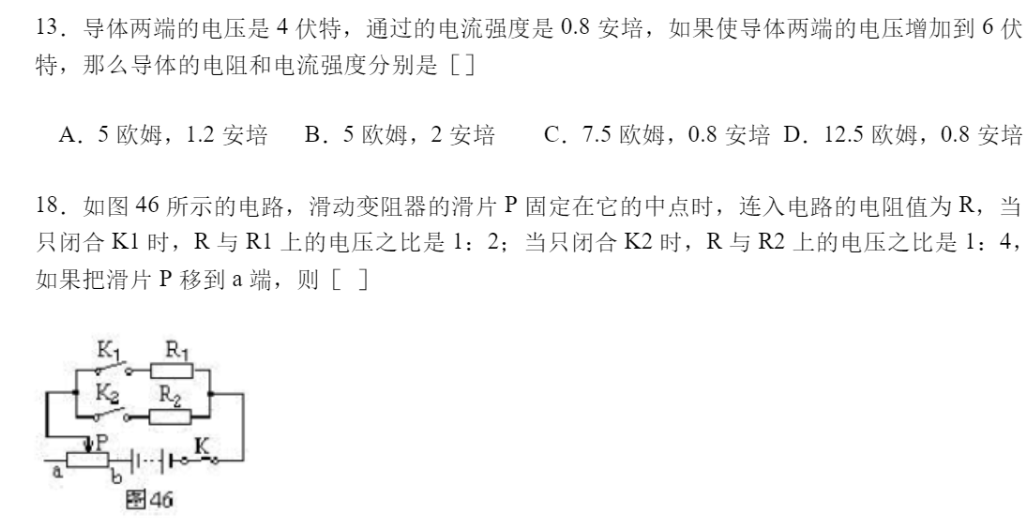 13．导体两端的电压是 4 伏特，通过的电流强度是 0.8 安培，如果使导体两端的电压增加到 6 伏
特，那么导体的电阻和电流强度分别是［］
A．5 欧姆，1.2 安培 B．5 欧姆，2 安培 C．7.5 欧姆，0.8 安培 D．12.5 欧姆，0.8 安培
18．如图 46 所示的电路，滑动变阻器的滑片 P 固定在它的中点时，连入电路的电阻值为 R，当
只闭合 K1 时，R 与 R1 上的电压之比是 1：2；当只闭合 K2 时，R 与 R2 上的电压之比是 1：4，
如果把滑片 P 移到 a 端，则［ ］
K₁ R₁
K₂ R₂
P K
a b
图46